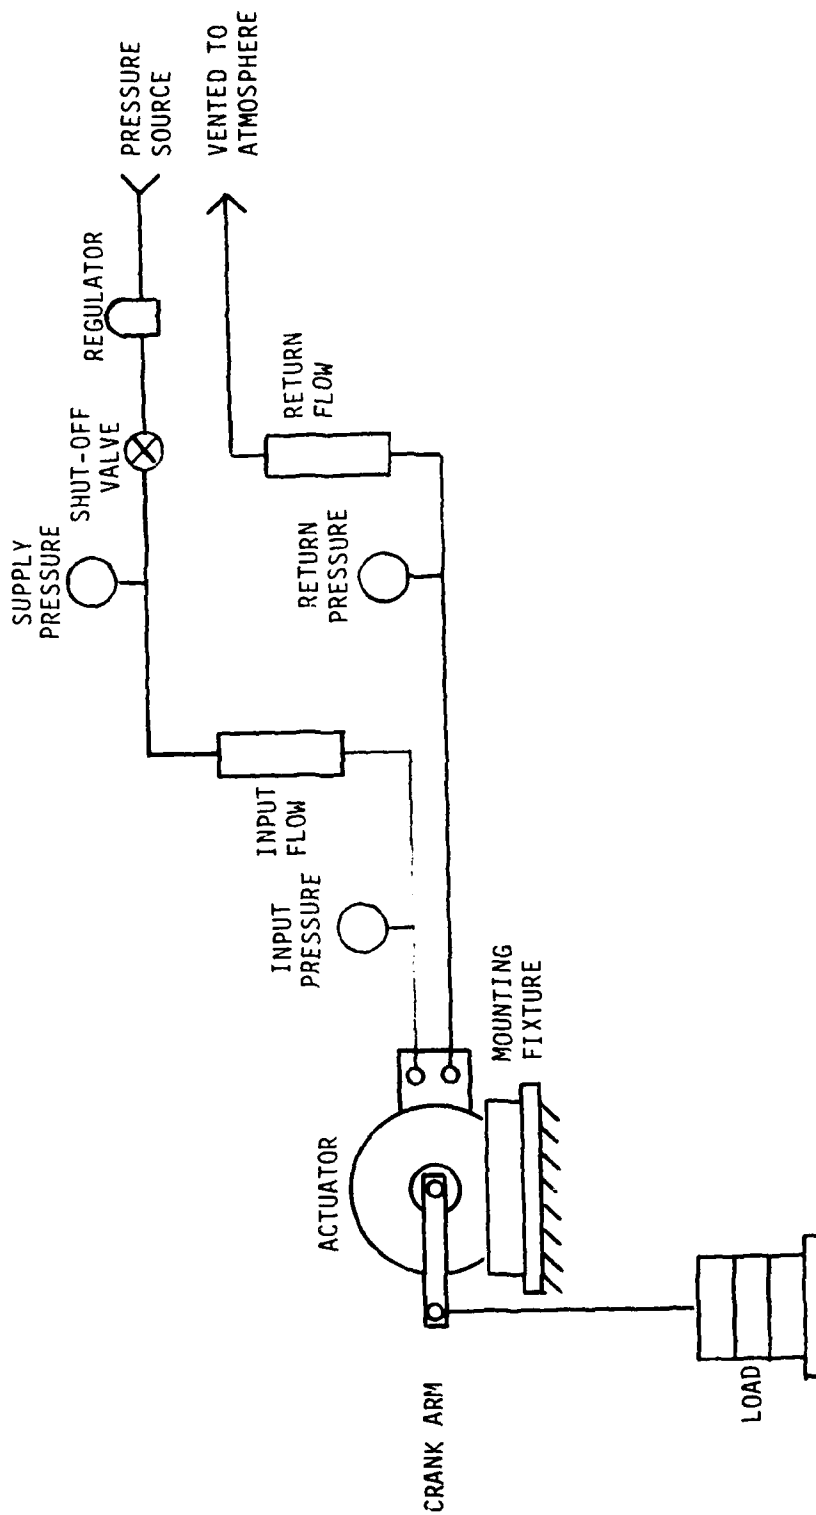 PRESSURE
SOURCE
VENTED TO
ATMOSPHERE
REGULATOR
SHUT-OFF
VALVE
SUPPLY
PRESSURE
RETURN
FLOW
RETURN
PRESSURE
INPUT
FLOW
INPUT
PRESSURE
MOUNTING
FIXTURE
ACTUATOR
CRANK ARM
LOAD